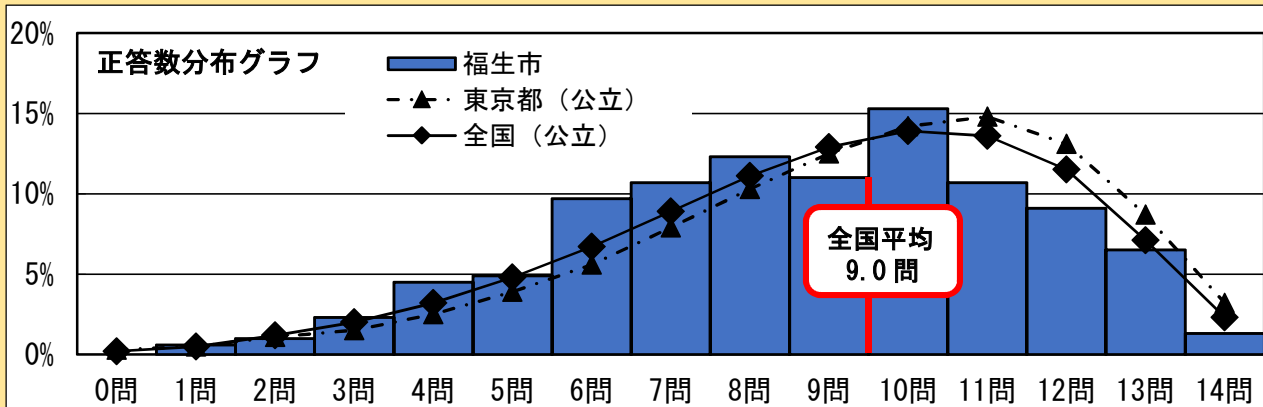 正答数分布グラフ
福生市
東京都（公立）
全国（公立）
20%
15%
10%
5%
0%
全国平均
9.0問
0問 1問 2問 3問 4問 5問 6問 7問 8問 9問 10問 11問 12問 13問 14問